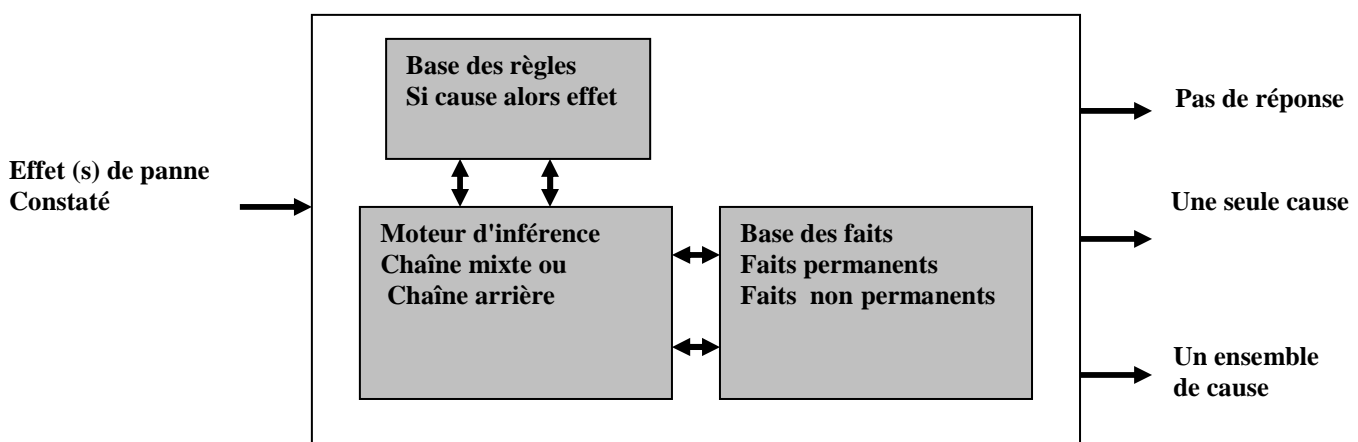 Base des règles
Si cause alors effet
Pas de réponse
Effet (s) de panne
Constaté
Une seule cause
Moteur d'inférence
Chaîne mixte ou
Chaîne arrière
Base des faits
Faits permanents
Faits non permanents
Un ensemble
de cause